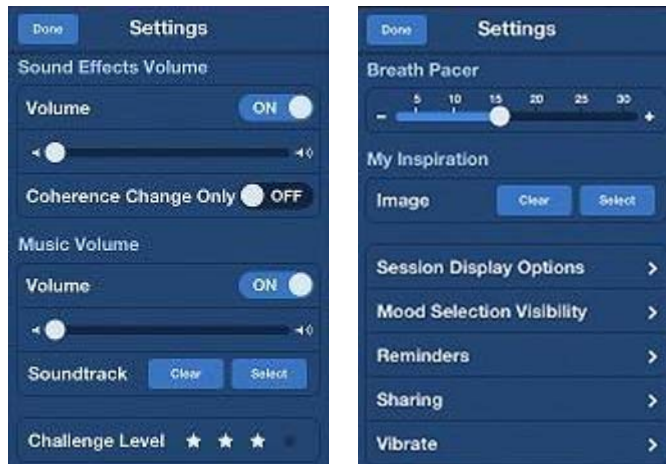 Done Settings
Sound Effects Volume
Volume ON
Coherence Change Only OFF
Music Volume
Volume ON
Soundtrack Clear Select
Challenge Level
Done Settings
Breath Pacer
5 10 15 20 25 30
- +
My Inspiration
Image Clear Select
Session Display Options >
Mood Selection Visibility >
Reminders >
Sharing >
Vibrate >